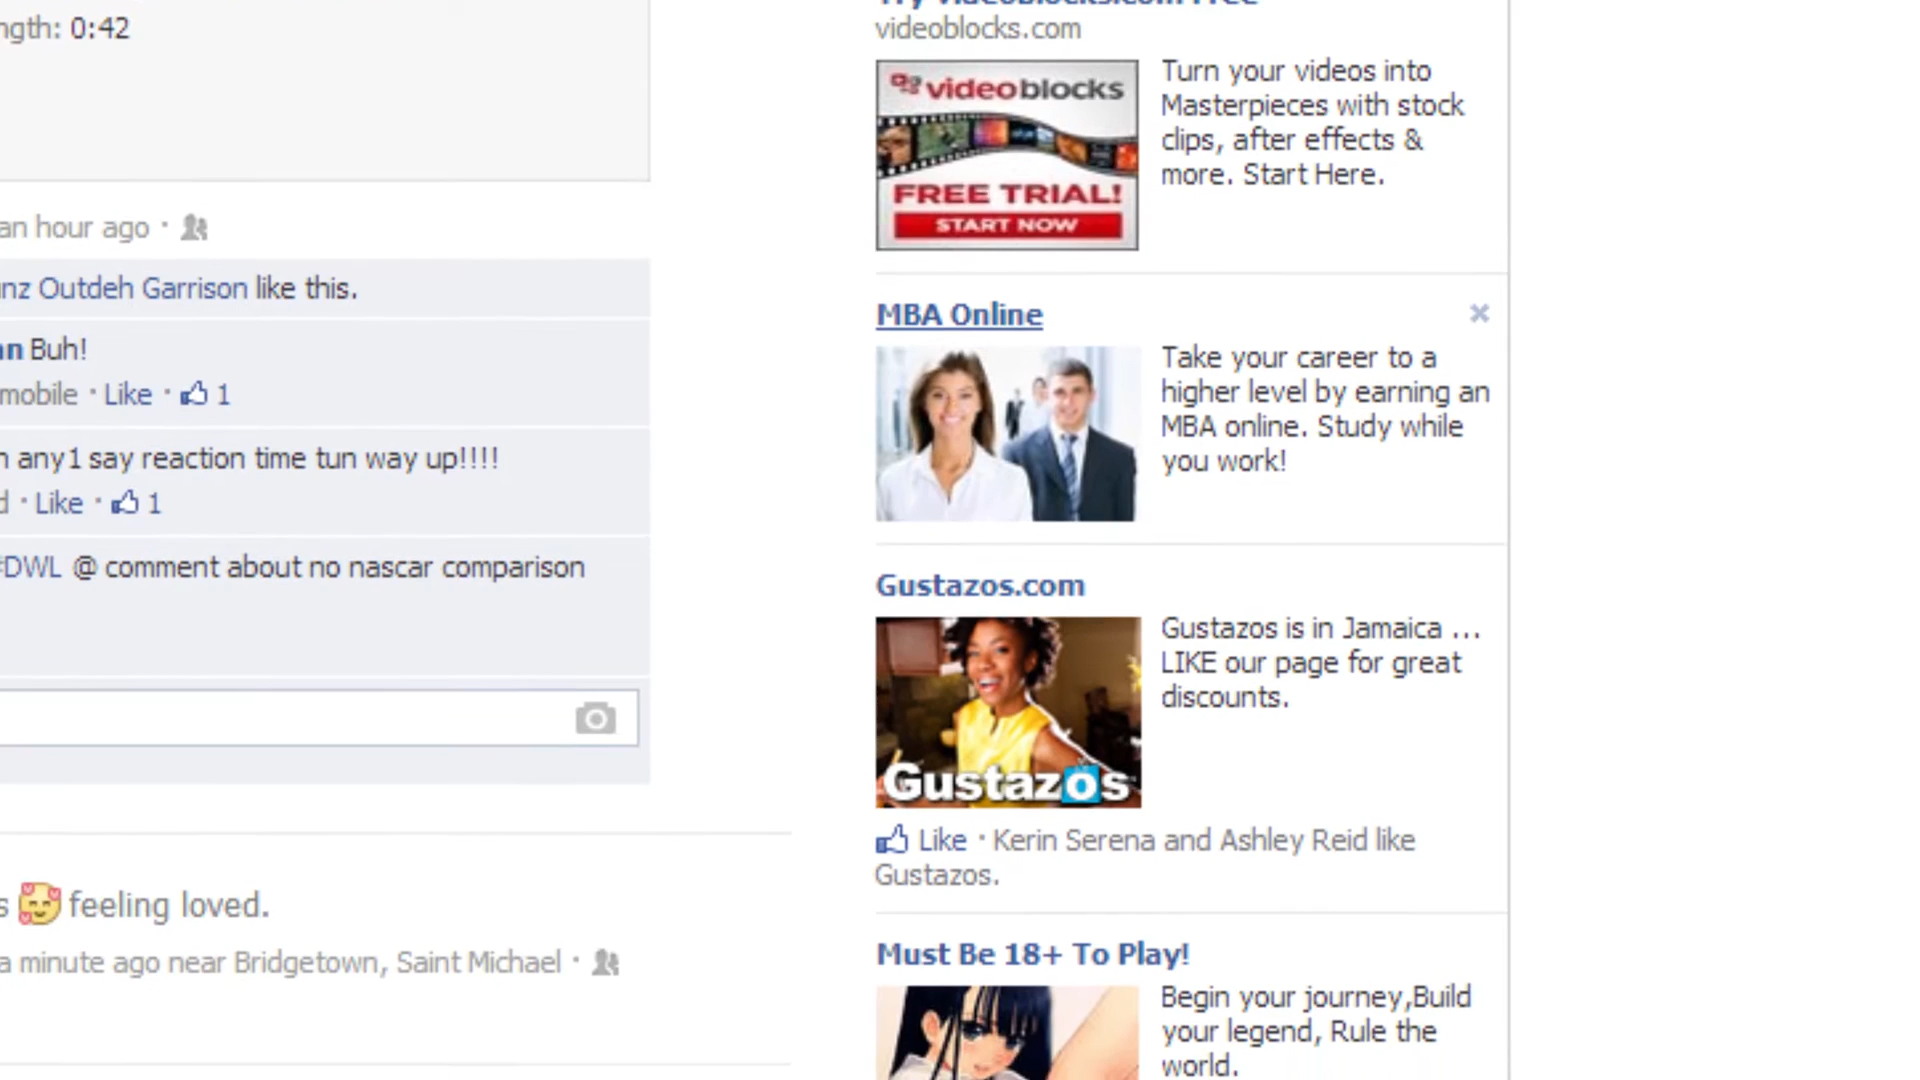 ngth: 0:42
an hour ago ·
nz Outdeh Garrison like this.
an Buh!
mobile · Like · 1
any1 say reaction time tun way up!!!!
d · Like · 1
#DWL @ comment about no nascar comparison
s feeling loved.
a minute ago near Bridgetown, Saint Michael ·
Try videoblocks.com Free
videoblocks.com
videoblocks
FREE TRIAL!
START NOW
Turn your videos into
Masterpieces with stock
clips, after effects &
more. Start Here.
MBA Online
Take your career to a
higher level by earning an
MBA online. Study while
you work!
Gustazos.com
Gustazos
Gustazos is in Jamaica ...
LIKE our page for great
discounts.
Like · Kerin Serena and Ashley Reid like
Gustazos.
Must Be 18+ To Play!
Begin your journey,Build
your legend, Rule the
world.